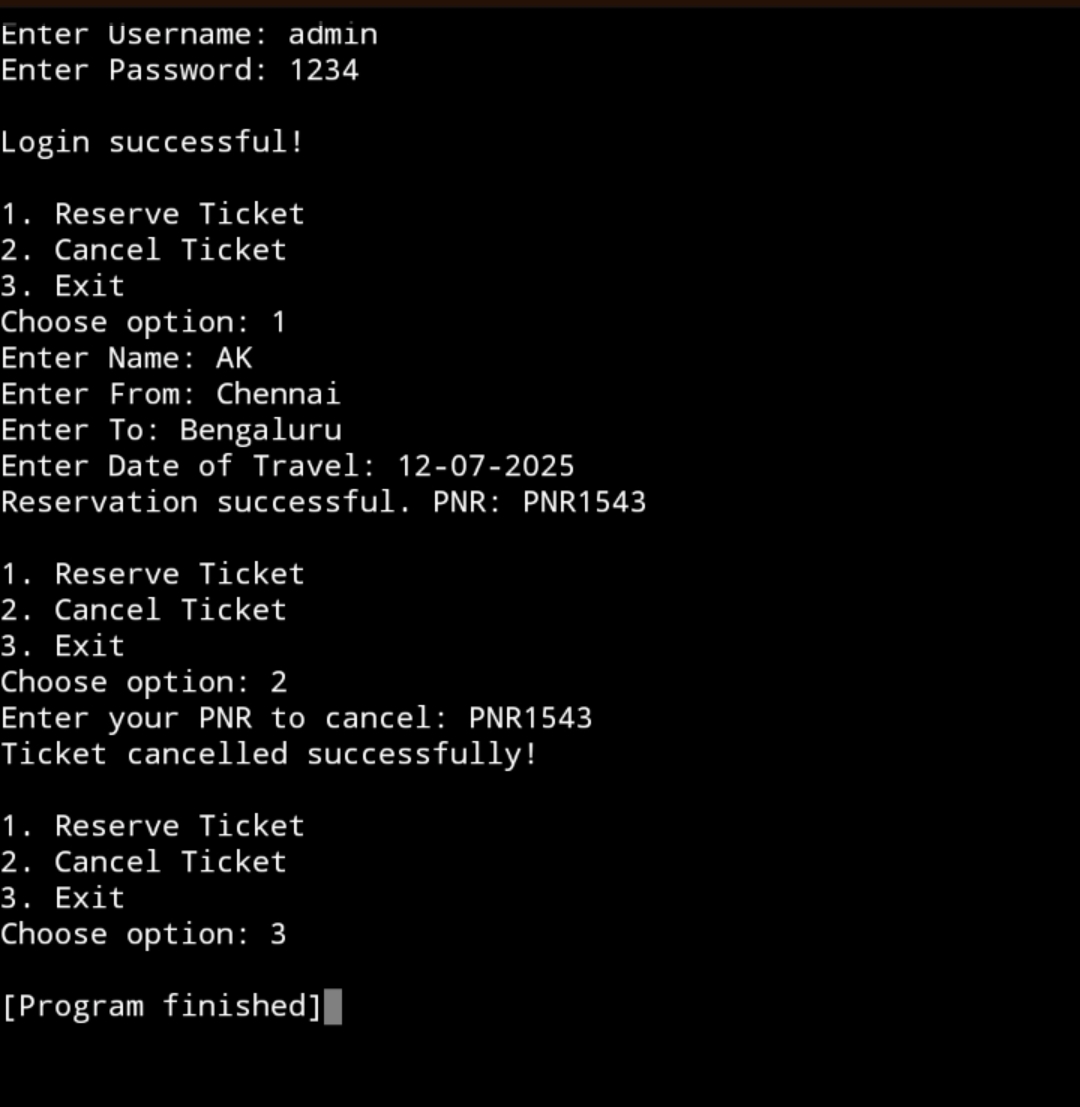 Enter Username: admin
Enter Password: 1234
Login successful!
1. Reserve Ticket
2. Cancel Ticket
3. Exit
Choose option: 1
Enter Name: AK
Enter From: Chennai
Enter To: Bengaluru
Enter Date of Travel: 12-07-2025
Reservation successful. PNR: PNR1543
1. Reserve Ticket
2. Cancel Ticket
3. Exit
Choose option: 2
Enter your PNR to cancel: PNR1543
Ticket cancelled successfully!
1. Reserve Ticket
2. Cancel Ticket
3. Exit
Choose option: 3
[Program finished]